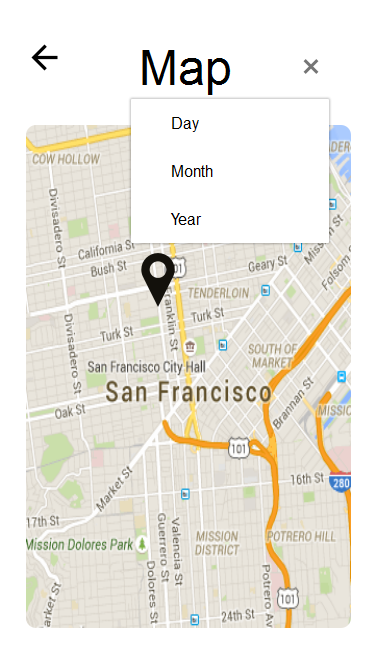 Map
Day
Month
Year
COW HOLLOW
Divisadero St
California St
Bush St
101
Geary St
Mission St
Folsom St
TENDERLOIN
Franklin St
Divisadero St
Turk St
Turk St
SOUTH OF
MARKET
San Francisco City Hall
San Francisco
Oak St
Brannan St
101
16th St
280
Market St
17th St
Mission Dolores Park
Guerrero St
Valencia St
MISSION
DISTRICT
POTRERO HILL
Dolores St
Potrero Av
101
24th St